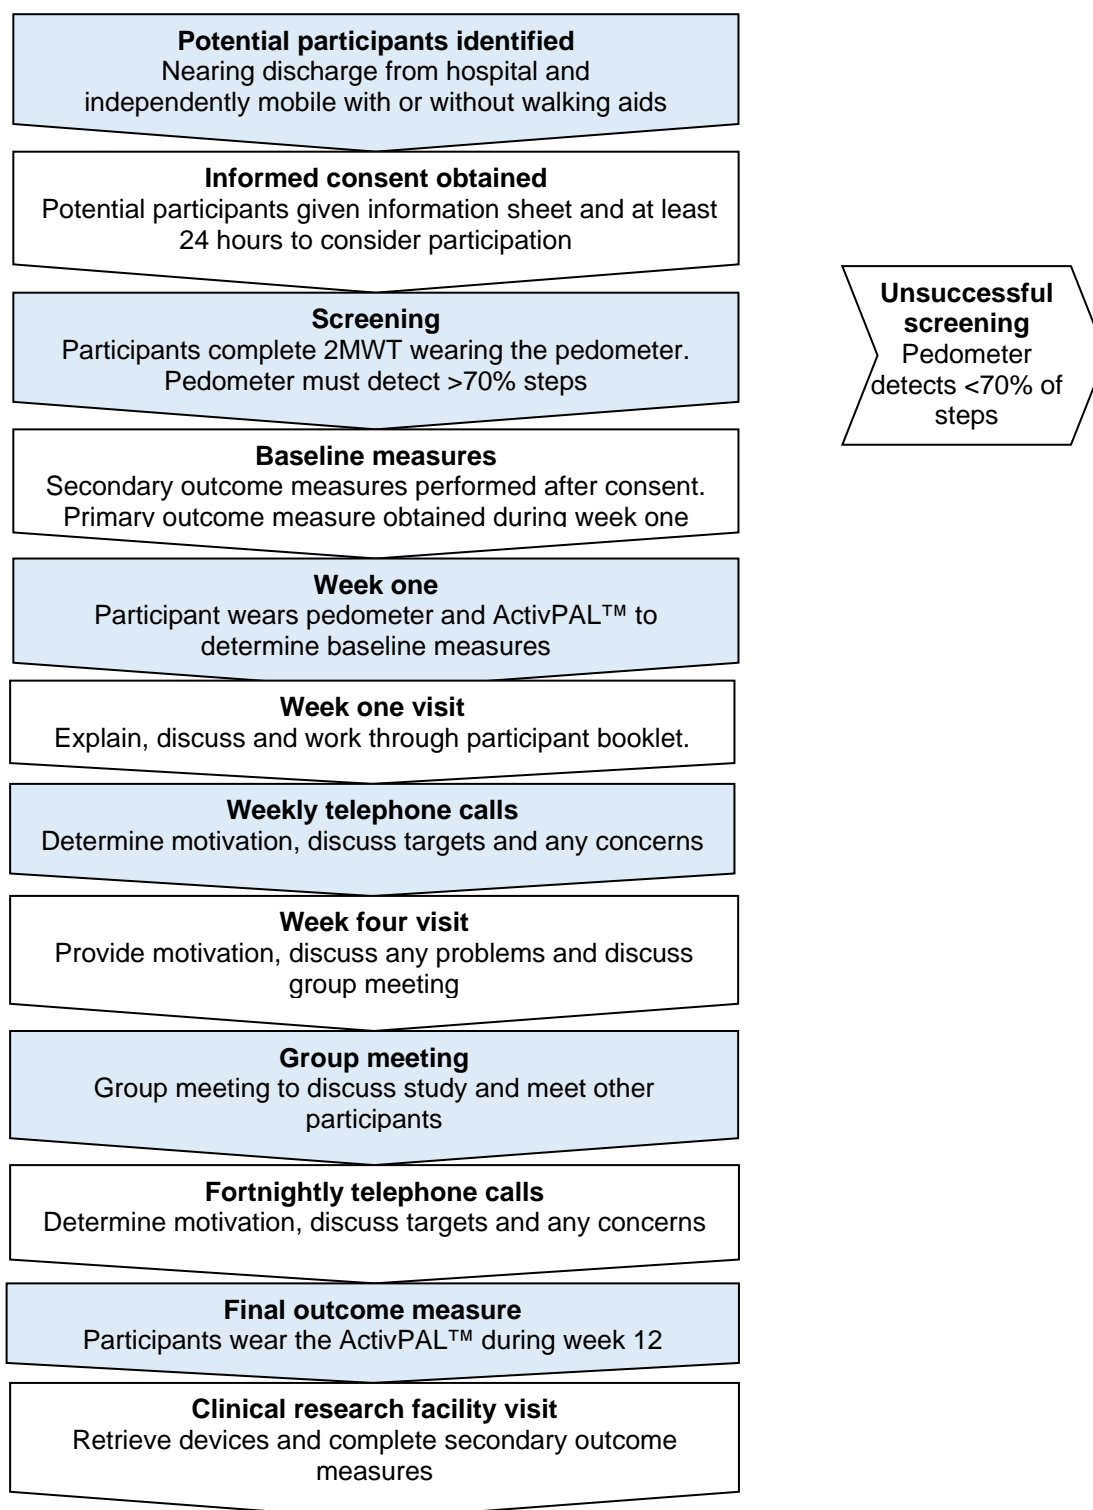 Potential participants identified
Nearing discharge from hospital and
independently mobile with or without walking aids
Informed consent obtained
Potential participants given information sheet and at least
24 hours to consider participation
Screening
Participants complete 2MWT wearing the pedometer.
Pedometer must detect >70% steps
Unsuccessful
screening
Pedometer
detects <70% of
steps
Baseline measures
Secondary outcome measures performed after consent.
Primary outcome measure obtained during week one
Week one
Participant wears pedometer and ActivPAL™ to
determine baseline measures
Week one visit
Explain, discuss and work through participant booklet.
Weekly telephone calls
Determine motivation, discuss targets and any concerns
Week four visit
Provide motivation, discuss any problems and discuss
group meeting
Group meeting
Group meeting to discuss study and meet other
participants
Fortnightly telephone calls
Determine motivation, discuss targets and any concerns
Final outcome measure
Participants wear the ActivPAL™ during week 12
Clinical research facility visit
Retrieve devices and complete secondary outcome
measures